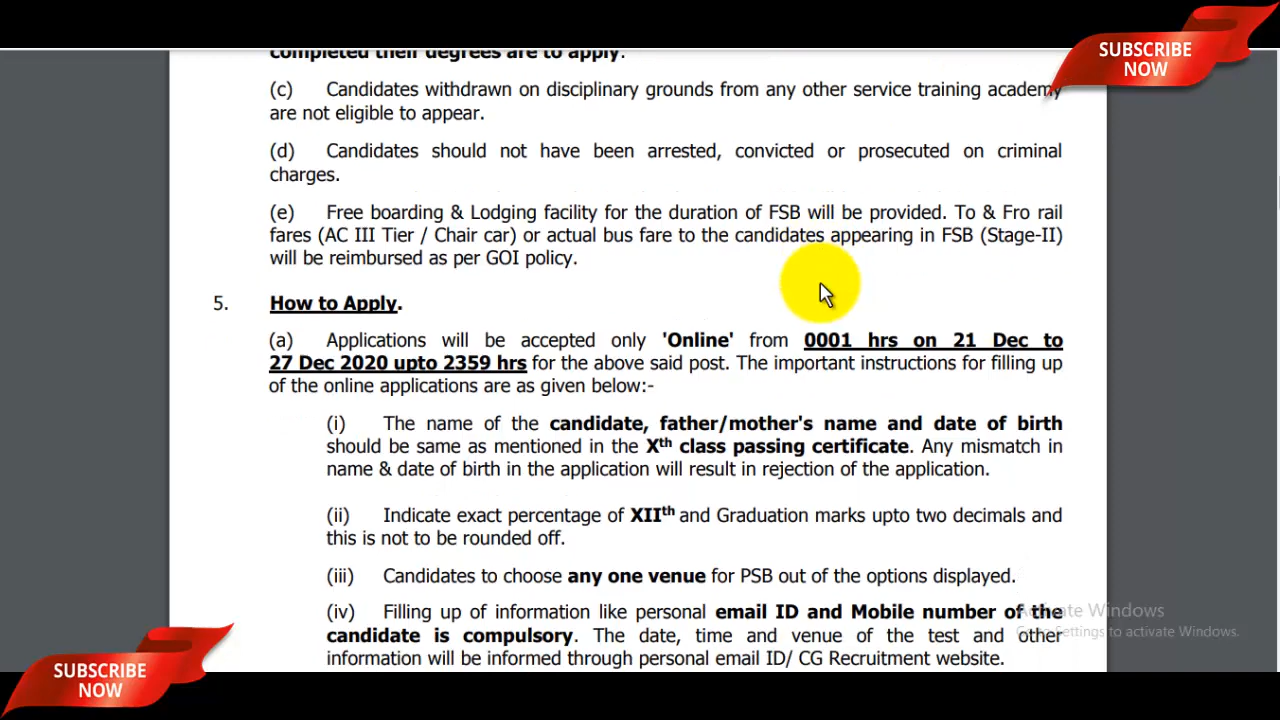 SUBSCRIBE
NOW
completed their degrees are to apply.
(c) Candidates withdrawn on disciplinary grounds from any other service training academy
are not eligible to appear.
(d) Candidates should not have been arrested, convicted or prosecuted on criminal
charges.
(e) Free boarding & Lodging facility for the duration of FSB will be provided. To & Fro rail
fares (AC III Tier / Chair car) or actual bus fare to the candidates appearing in FSB (Stage-II)
will be reimbursed as per GOI policy.
5. How to Apply.
(a) Applications will be accepted only 'Online' from 0001 hrs on 21 Dec to
27 Dec 2020 upto 2359 hrs for the above said post. The important instructions for filling up
of the online applications are as given below:-
(i) The name of the candidate, father/mother's name and date of birth
should be same as mentioned in the Xth class passing certificate. Any mismatch in
name & date of birth in the application will result in rejection of the application.
(ii) Indicate exact percentage of XIIth and Graduation marks upto two decimals and
this is not to be rounded off.
(iii) Candidates to choose any one venue for PSB out of the options displayed.
(iv) Filling up of information like personal email ID and Mobile number of the
candidate is compulsory. The date, time and venue of the test and other
information will be informed through personal email ID/ CG Recruitment website.
Activate Windows
Go to Settings to activate Windows.
SUBSCRIBE
NOW